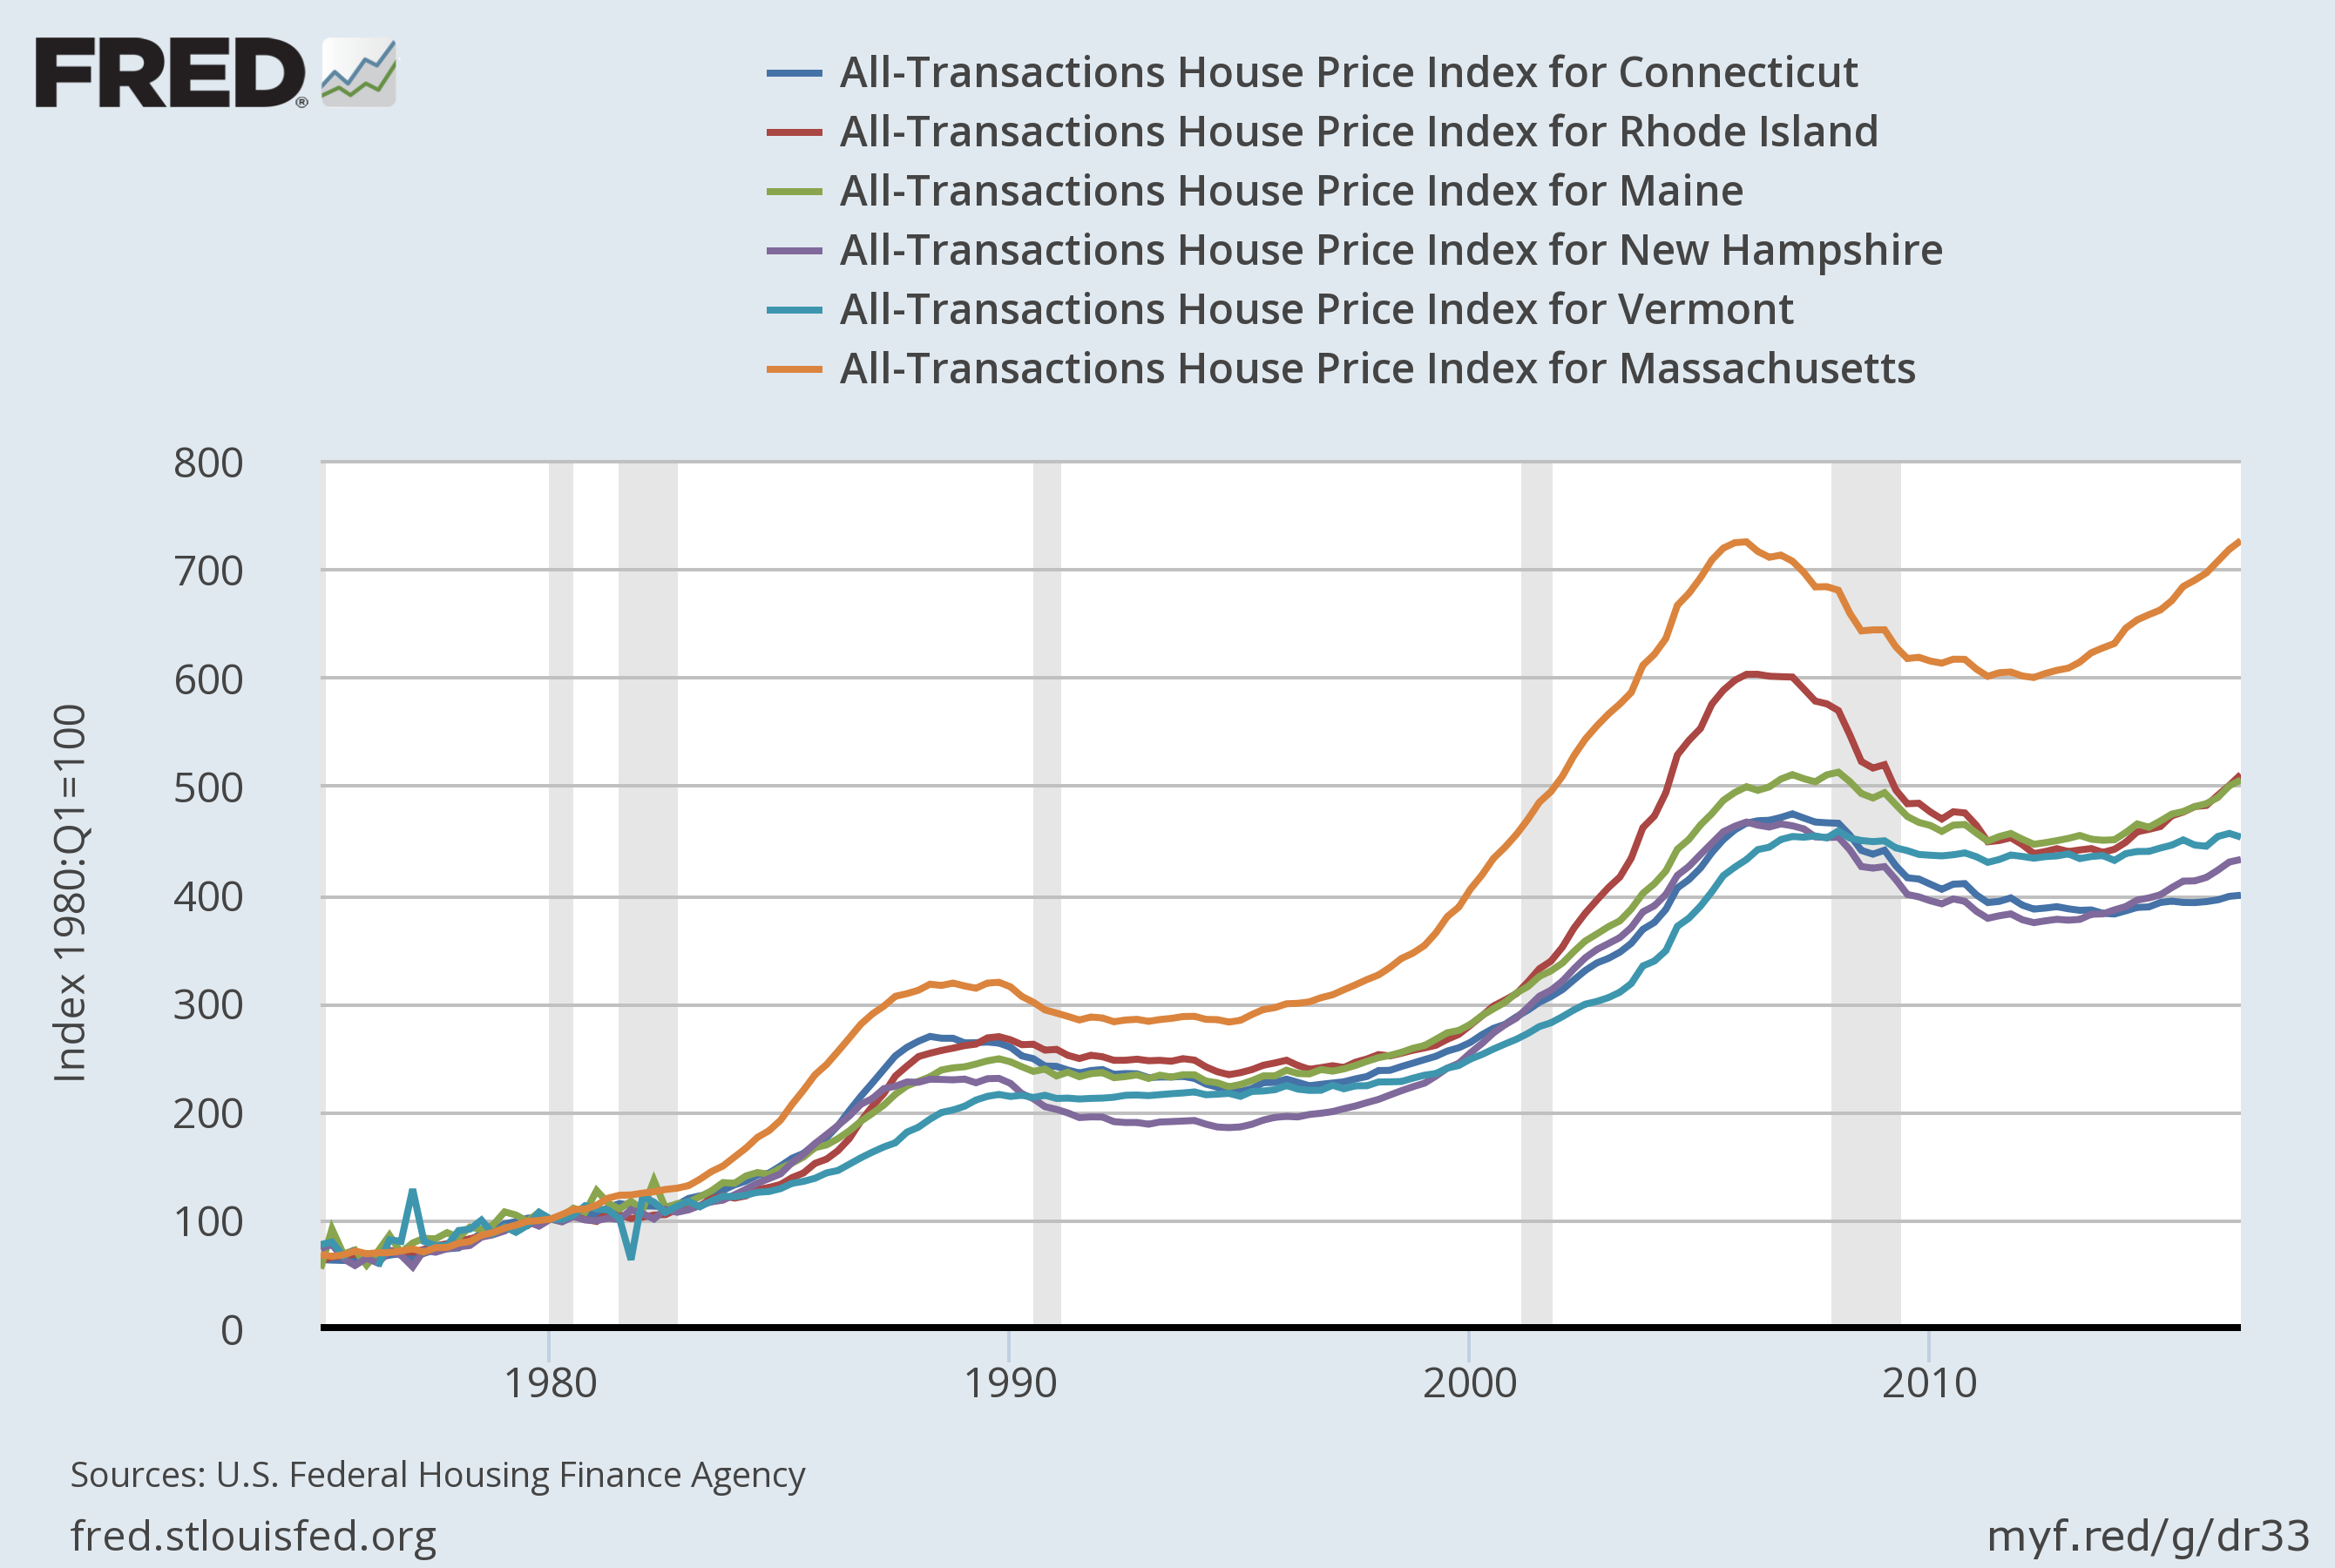 FRED®
All-Transactions House Price Index for Connecticut
All-Transactions House Price Index for Rhode Island
All-Transactions House Price Index for Maine
All-Transactions House Price Index for New Hampshire
All-Transactions House Price Index for Vermont
All-Transactions House Price Index for Massachusetts
800
700
600
500
400
300
200
100
0
Index 1980:Q1=100
1980
1990
2000
2010
Sources: U.S. Federal Housing Finance Agency
fred.stlouisfed.org
myf.red/g/dr33